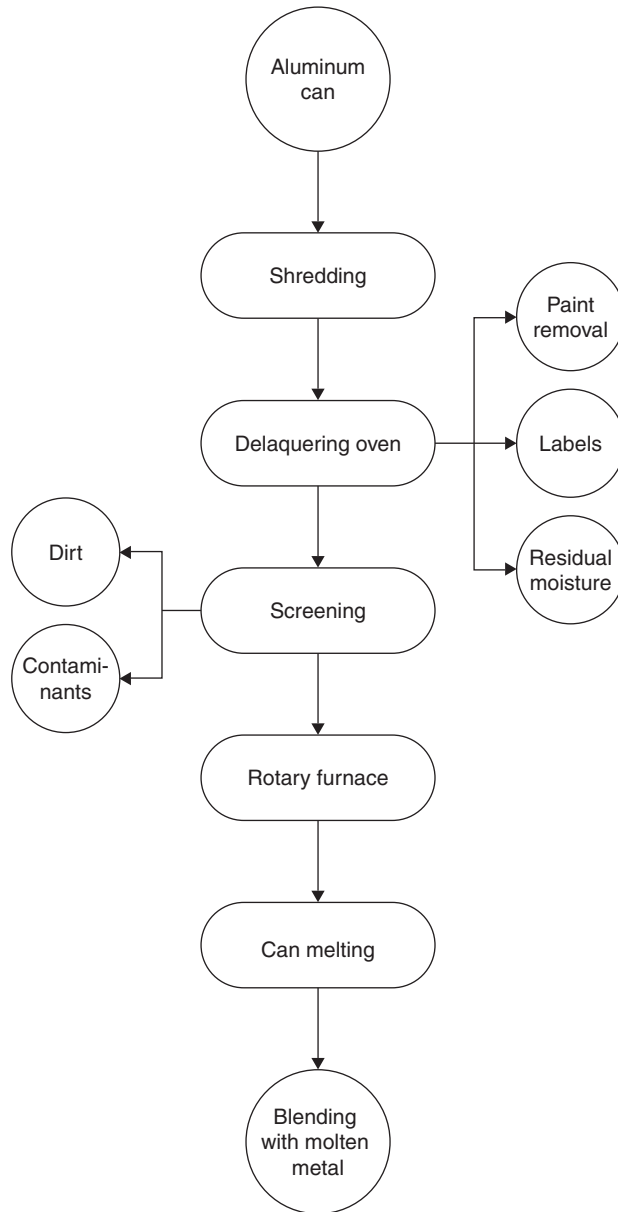 Aluminum
can
Shredding
Paint
removal
Delaquering oven
Labels
Residual
moisture
Dirt
Screening
Contami-
nants
Rotary furnace
Can melting
Blending
with molten
metal